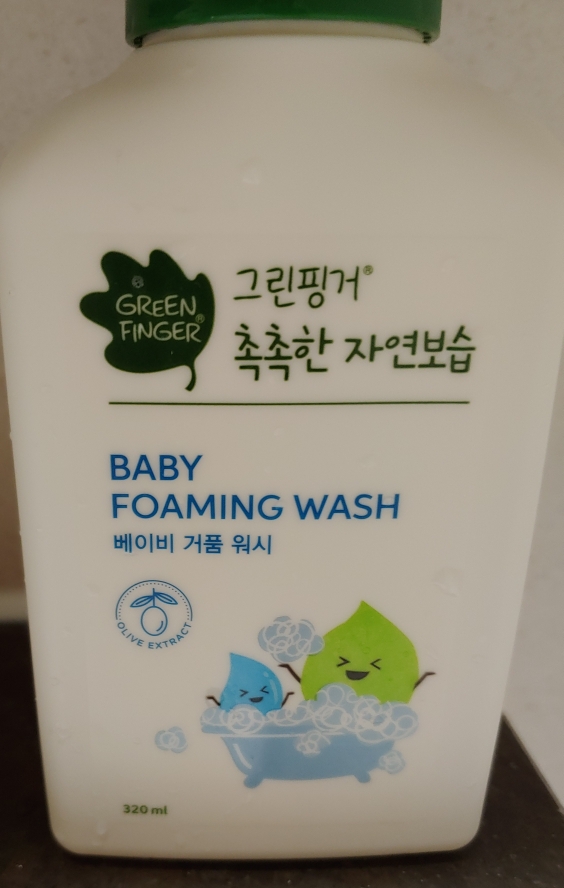 GREEN
FINGER®
그린핑거®
촉촉한 자연보습
BABY
FOAMING WASH
베이비 거품 워시
OLIVE EXTRACT
320 ml